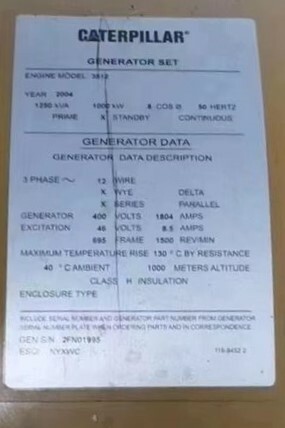 CATERPILLAR®
GENERATOR SET
ENGINE MODEL 3512
YEAR 2004
1250 kVA 1000 kW 8 COS Ø 50 HERTZ
PRIME X STANDBY CONTINUOUS
GENERATOR DATA
GENERATOR DATA DESCRIPTION
3 PHASE ~ 12 WIRE
X WYE DELTA
X SERIES PARALLEL
GENERATOR 400 VOLTS 1804 AMPS
EXCITATION 46 VOLTS 8.5 AMPS
695 FRAME 1500 REV/MIN
MAXIMUM TEMPERATURE RISE 130 ° C BY RESISTANCE
40 ° C AMBIENT 1000 METERS ALTITUDE
CLASS H INSULATION
ENCLOSURE TYPE
INCLUDE SERIAL NUMBER AND GENERATOR PART NUMBER FROM GENERATOR
SERIAL NUMBER PLATE WHEN ORDERING PARTS AND IN CORRESPONDENCE.
GEN S/N 2FN01995
NYXWC